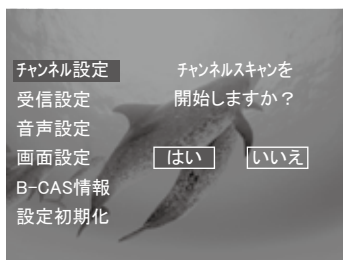 チャンネル設定
受信設定
音声設定
画面設定
B-CAS情報
設定初期化
チャンネルスキャンを
開始しますか？
はい
いいえ